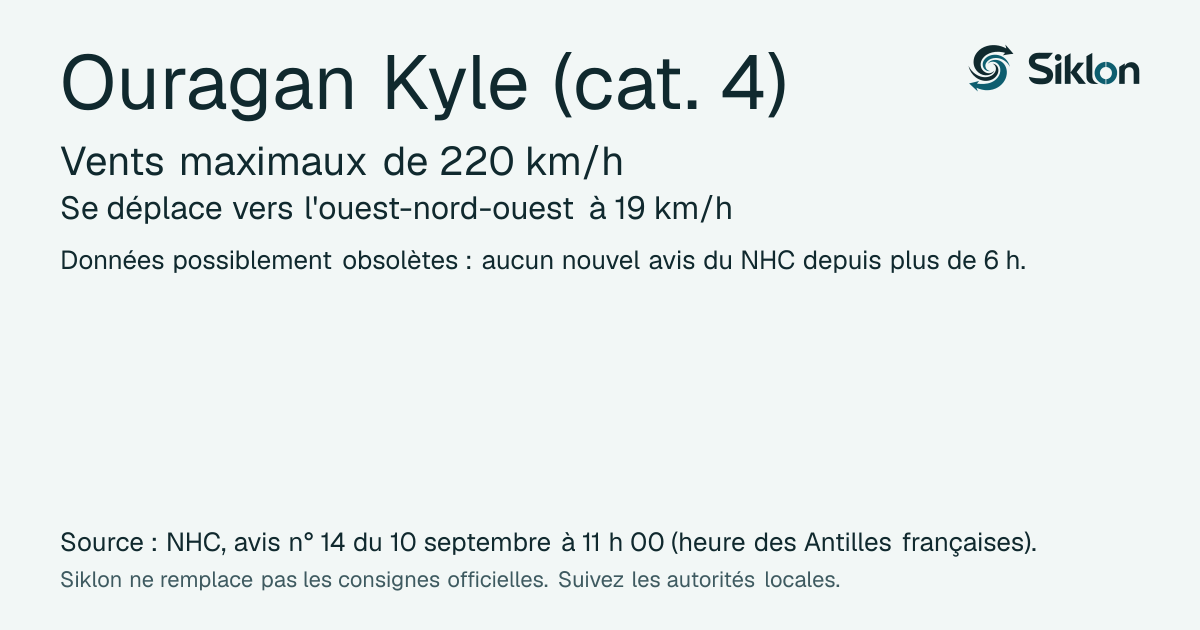 Ouragan Kyle (cat. 4)
Siklon
Vents maximaux de 220 km/h
Se déplace vers l'ouest-nord-ouest à 19 km/h
Données possiblement obsolètes : aucun nouvel avis du NHC depuis plus de 6 h.
Source : NHC, avis n° 14 du 10 septembre à 11 h 00 (heure des Antilles françaises).
Siklon ne remplace pas les consignes officielles. Suivez les autorités locales.